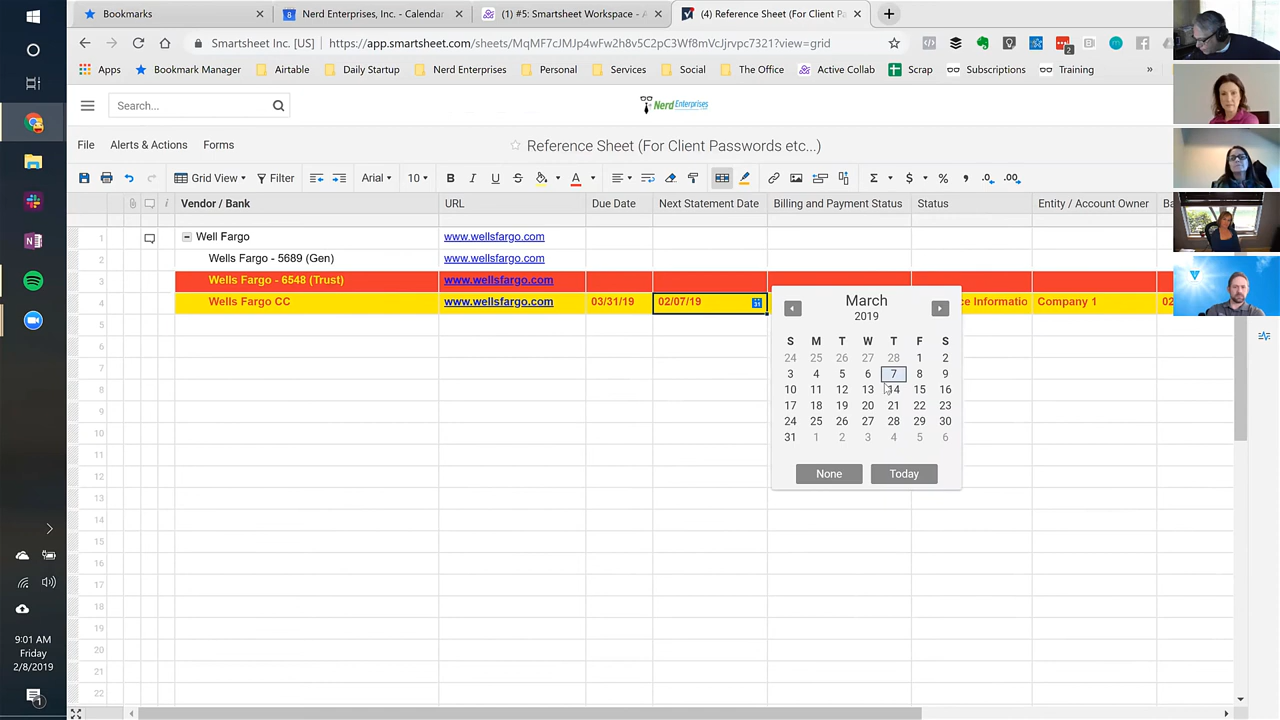 Bookmarks
Nerd Enterprises, Inc. - Calendar
(1) #5: Smartsheet Workspace - A
(4) Reference Sheet (For Client P
Smartsheet Inc. [US]
https://app.smartsheet.com/sheets/MqMF7cJMJp4wFw2h8v5C2pC3Wf8mVcJjrvpc7321?view=grid
Apps Bookmark Manager Airtable Daily Startup Nerd Enterprises Personal Services Social The Office Active Collab Scrap Subscriptions Training »
Search...
Nerd Enterprises
Reference Sheet (For Client Passwords etc...)
File Alerts & Actions Forms
Grid View Filter Arial 10 B I U S A Σ $ % , .0 .00
Vendor / Bank URL Due Date Next Statement Date Billing and Payment Status Status Entity / Account Owner Ba
1 Well Fargo www.wellsfargo.com
2 Wells Fargo - 5689 (Gen) www.wellsfargo.com
Wells Fargo - 6548 (Trust) www.wellsfargo.com
4 Wells Fargo CC www.wellsfargo.com 03/31/19 02/07/19 31 ce Informatio Company 1 02
March
2019
S M T W T F S
24 25 26 27 28 1 2
3 4 5 6 7 8 9
10 11 12 13 14 15 16
17 18 19 20 21 22 23
24 25 26 27 28 29 30
31 1 2 3 4 5 6
None Today
5
6
7
8
9
10
11
12
13
14
15
16
17
18
19
20
21
22
9:01 AM
Friday
2/8/2019
1